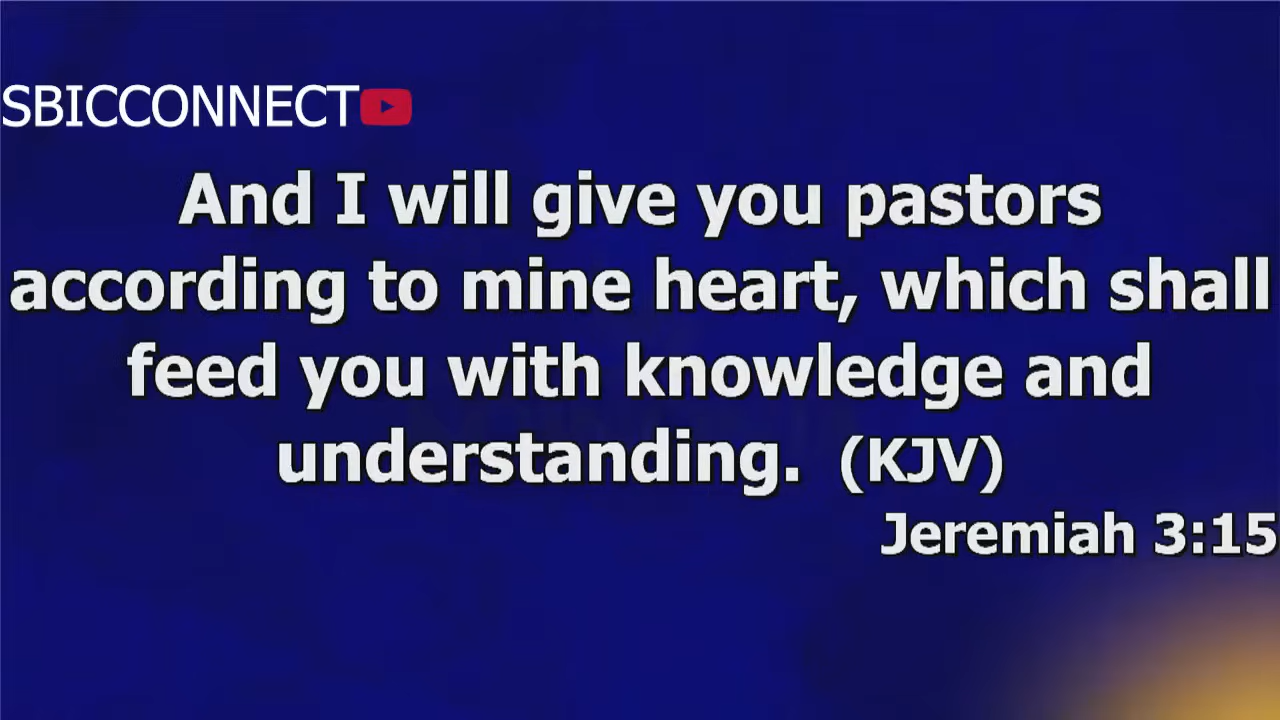 SBICCONNECT
And I will give you pastors
according to mine heart, which shall
feed you with knowledge and
understanding. (KJV)
Jeremiah 3:15